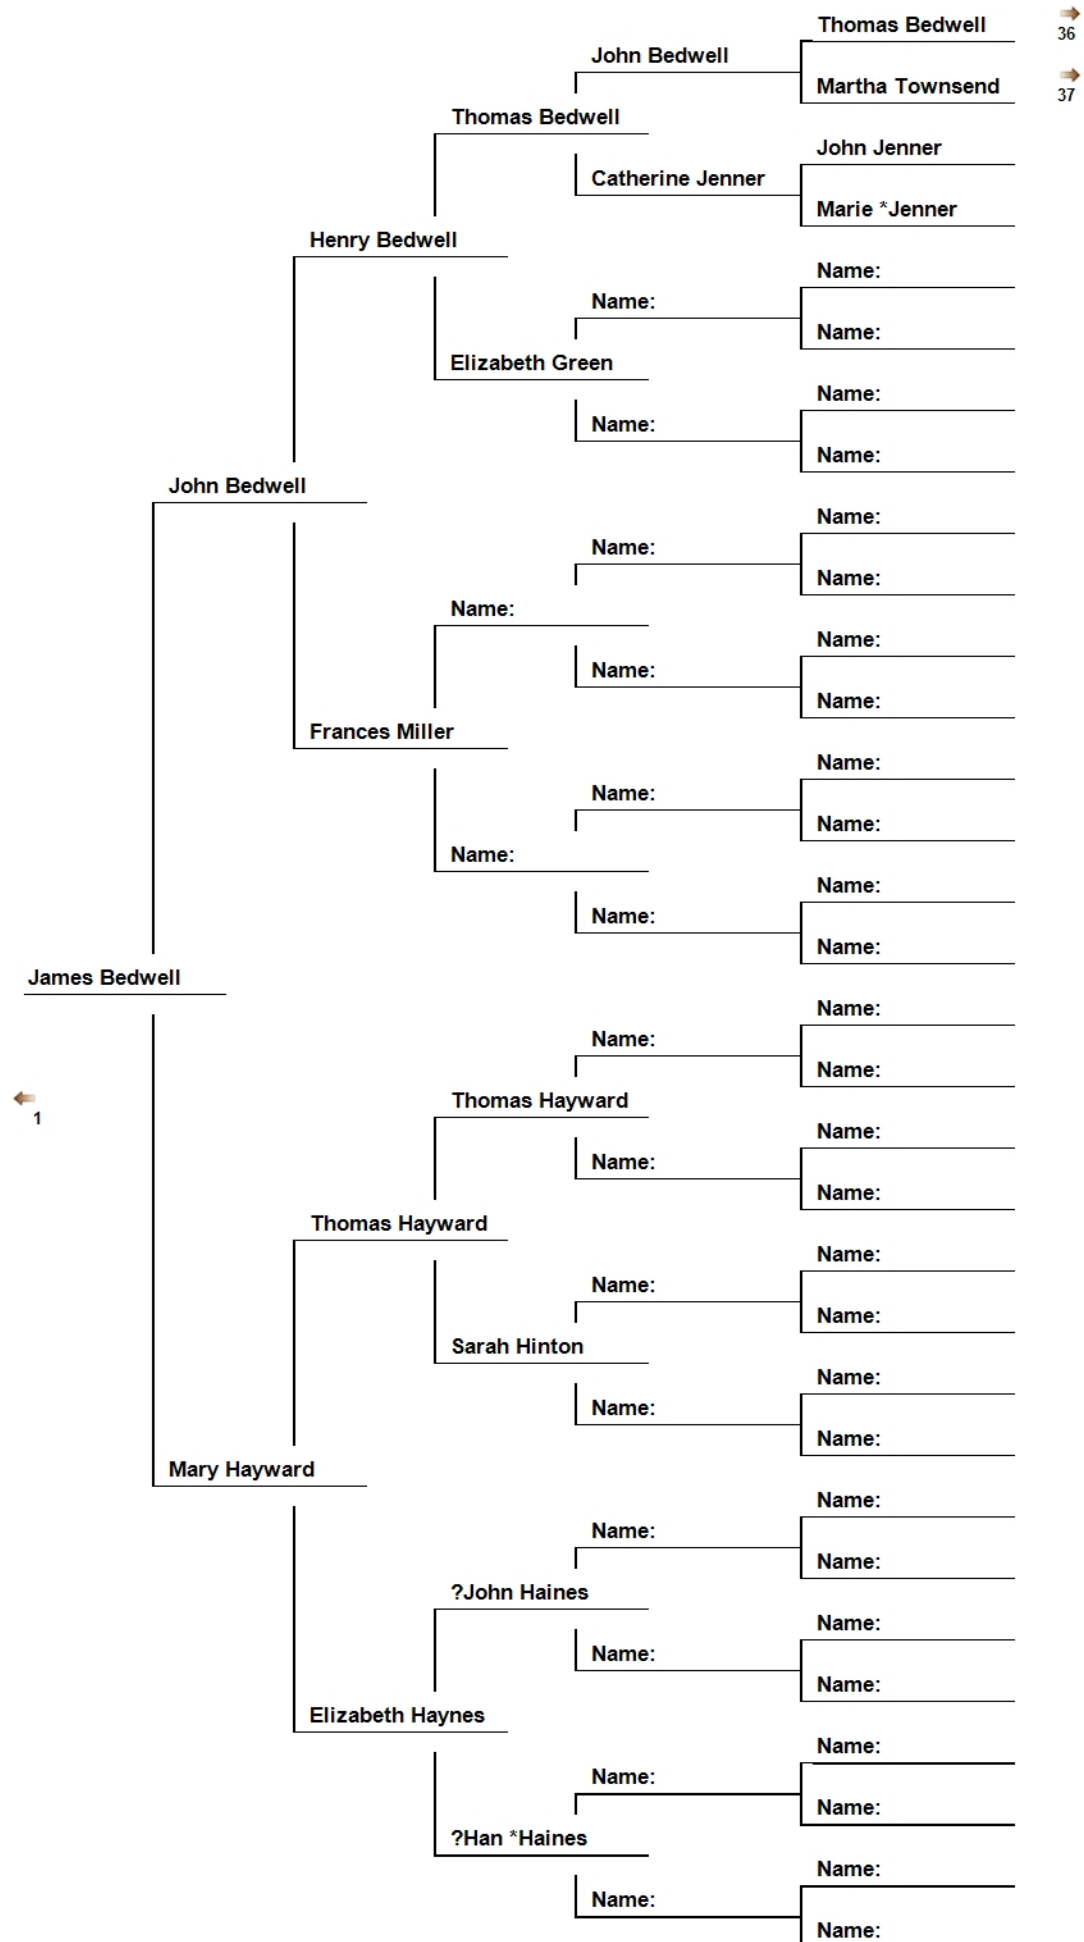 Thomas Bedwell
36
John Bedwell
Martha Townsend
37
Thomas Bedwell
John Jenner
Catherine Jenner
Marie *Jenner
Henry Bedwell
Name:
Name:
Name:
Elizabeth Green
Name:
Name:
Name:
John Bedwell
Name:
Name:
Name:
Name:
Name:
Name:
Name:
Frances Miller
Name:
Name:
Name:
Name:
Name:
Name:
Name:
James Bedwell
Name:
Name:
Name:
1
Thomas Hayward
Name:
Name:
Name:
Thomas Hayward
Name:
Name:
Name:
Sarah Hinton
Name:
Name:
Name:
Mary Hayward
Name:
Name:
Name:
?John Haines
Name:
Name:
Name:
Elizabeth Haynes
Name:
Name:
Name:
?Han *Haines
Name:
Name:
Name: